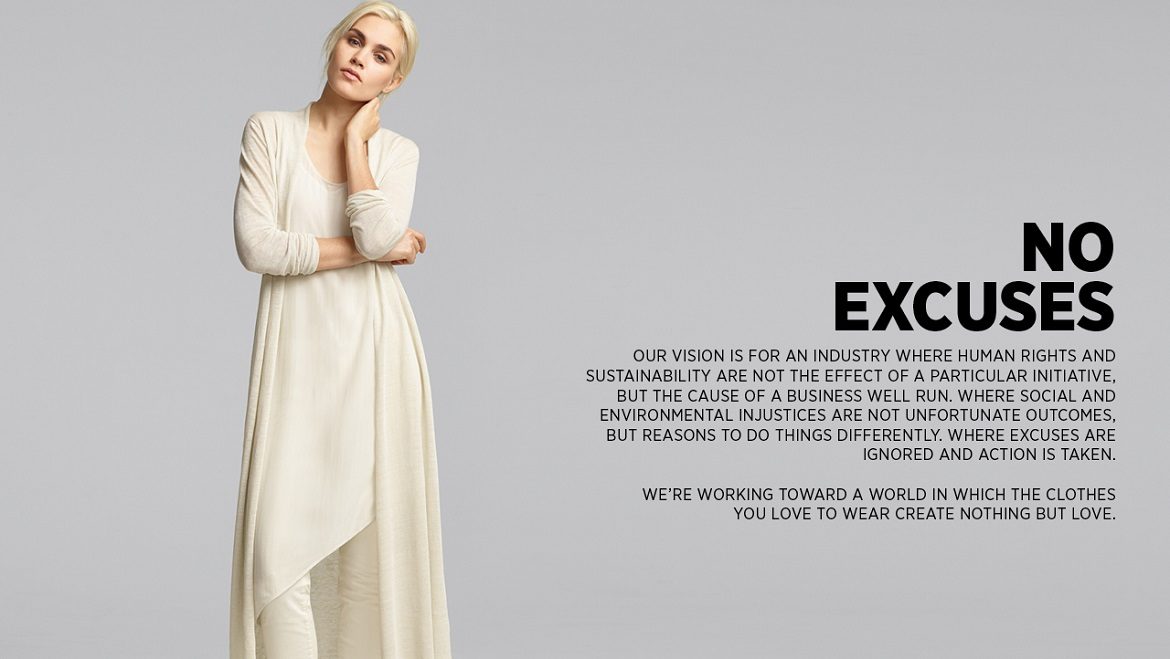 NO
EXCUSES
OUR VISION IS FOR AN INDUSTRY WHERE HUMAN RIGHTS AND
SUSTAINABILITY ARE NOT THE EFFECT OF A PARTICULAR INITIATIVE,
BUT THE CAUSE OF A BUSINESS WELL RUN. WHERE SOCIAL AND
ENVIRONMENTAL INJUSTICES ARE NOT UNFORTUNATE OUTCOMES,
BUT REASONS TO DO THINGS DIFFERENTLY. WHERE EXCUSES ARE
IGNORED AND ACTION IS TAKEN.
WE’RE WORKING TOWARD A WORLD IN WHICH THE CLOTHES
YOU LOVE TO WEAR CREATE NOTHING BUT LOVE.